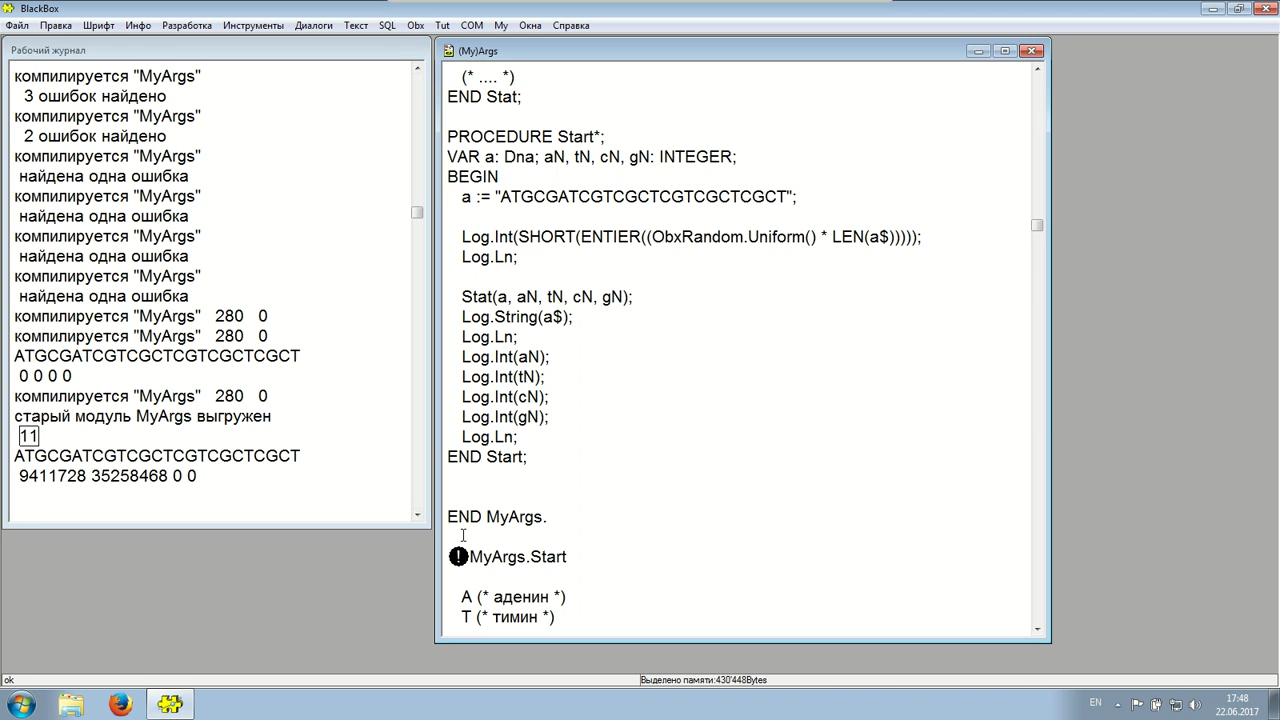 BlackBox
Файл Правка Шрифт Инфо Разработка Инструменты Диалоги Текст SQL Obx Tut COM My Окна Справка
Рабочий журнал
компилируется "MyArgs"
3 ошибок найдено
компилируется "MyArgs"
2 ошибок найдено
компилируется "MyArgs"
найдена одна ошибка
компилируется "MyArgs"
найдена одна ошибка
компилируется "MyArgs"
найдена одна ошибка
компилируется "MyArgs"
найдена одна ошибка
компилируется "MyArgs" 280 0
компилируется "MyArgs" 280 0
ATGCGATCGTCGCTCGTCGCTCGCT
0 0 0 0
компилируется "MyArgs" 280 0
старый модуль MyArgs выгружен
11
ATGCGATCGTCGCTCGTCGCTCGCT
9411728 35258468 0 0
(My)Args
(* .... *)
END Stat;
PROCEDURE Start*;
VAR a: Dna; aN, tN, cN, gN: INTEGER;
BEGIN
a := "ATGCGATCGTCGCTCGTCGCTCGCT";
Log.Int(SHORT(ENTIER((ObxRandom.Uniform() * LEN(a$)))));
Log.Ln;
Stat(a, aN, tN, cN, gN);
Log.String(a$);
Log.Ln;
Log.Int(aN);
Log.Int(tN);
Log.Int(cN);
Log.Int(gN);
Log.Ln;
END Start;
END MyArgs.
!MyArgs.Start
A (* аденин *)
T (* тимин *)
ok
Выделено памяти:430'448Bytes
EN
17:48
22.06.2017